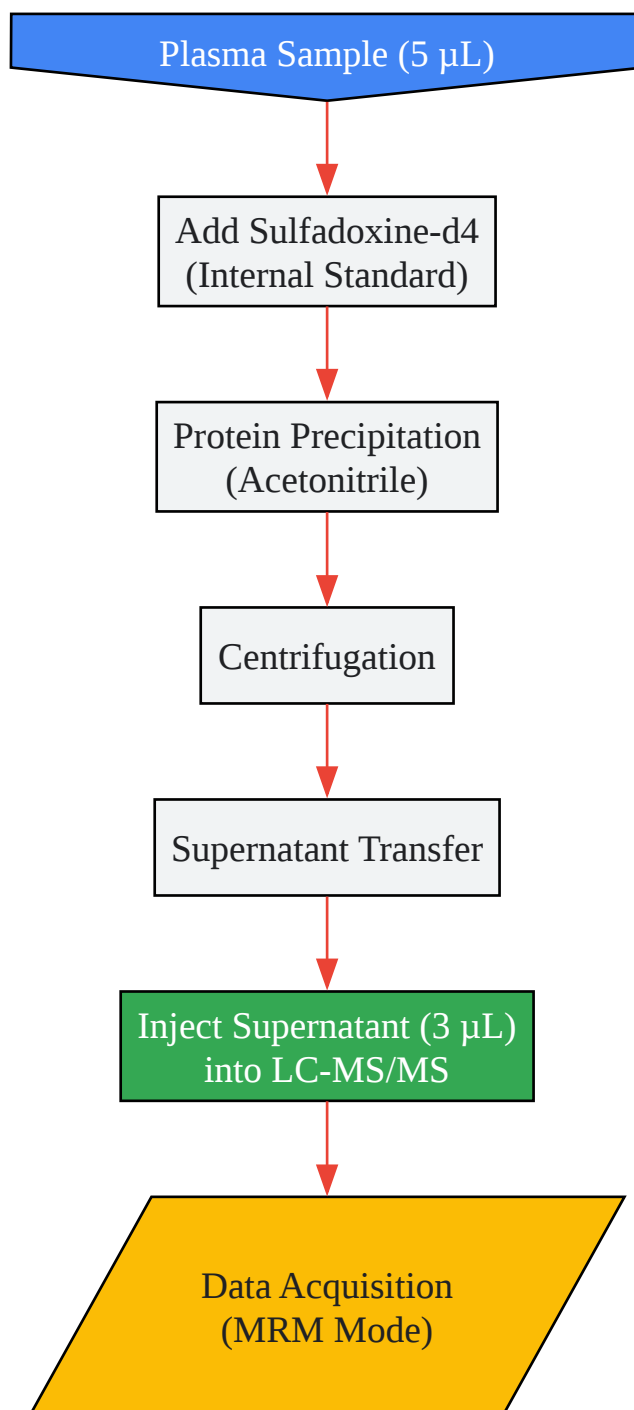 Plasma Sample (5 µL)
Add Sulfadoxine-d4
(Internal Standard)
Protein Precipitation
(Acetonitrile)
Centrifugation
Supernatant Transfer
Inject Supernatant (3 µL)
into LC-MS/MS
Data Acquisition
(MRM Mode)